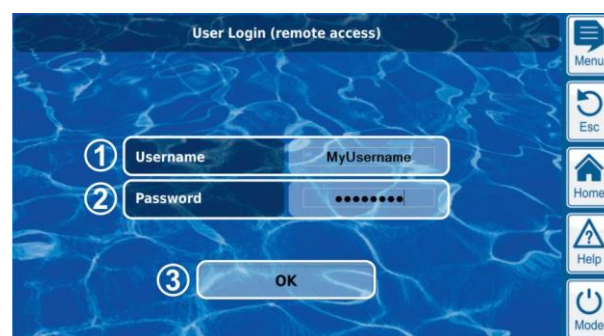 User Login (remote access)
Menu
Esc
1 Username MyUsername
2 Password ●●●●●●●●
Home
Help
3 OK
Mode